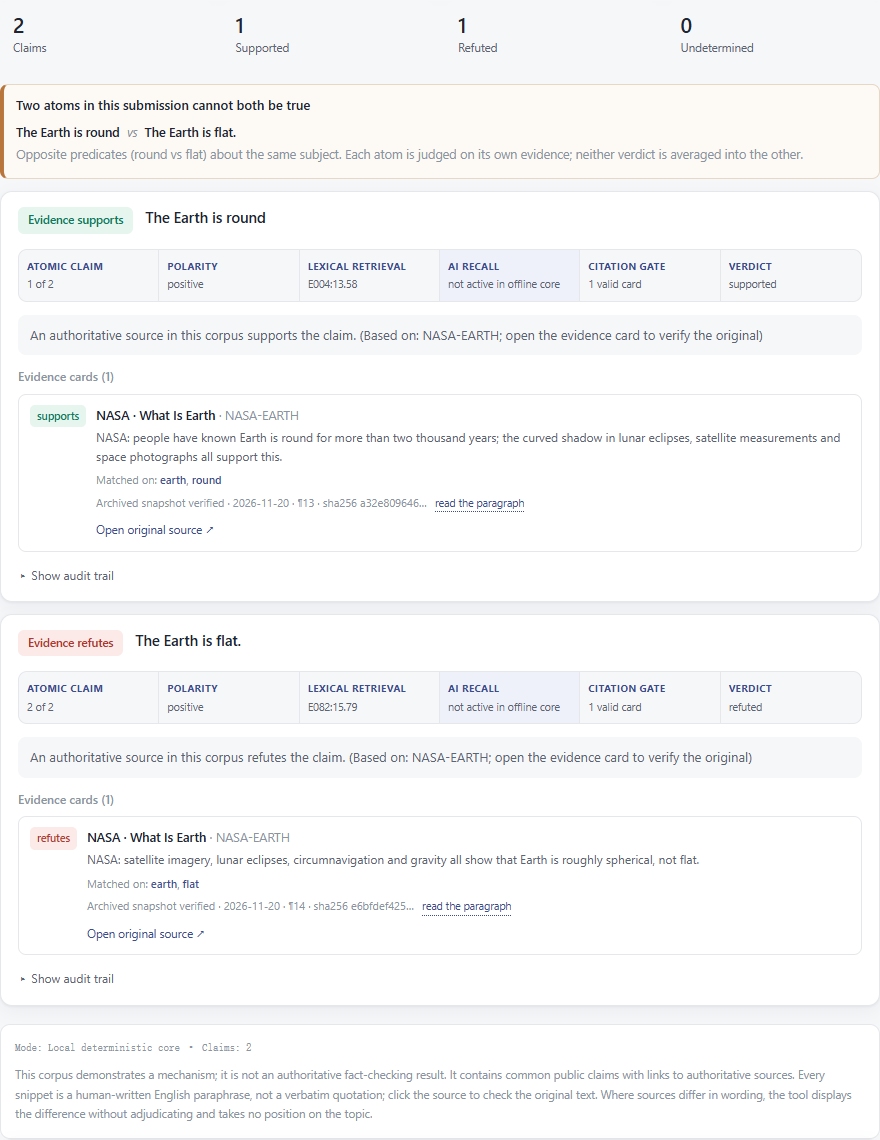 2
Claims
1
Supported
1
Refuted
0
Undetermined
Two atoms in this submission cannot both be true
The Earth is round vs The Earth is flat.
Opposite predicates (round vs flat) about the same subject. Each atom is judged on its own evidence; neither verdict is averaged into the other.
Evidence supports The Earth is round
ATOMIC CLAIM POLARITY LEXICAL RETRIEVAL AI RECALL CITATION GATE VERDICT
1 of 2 positive E004:13.58 not active in offline core 1 valid card supported
An authoritative source in this corpus supports the claim. (Based on: NASA-EARTH; open the evidence card to verify the original)
Evidence cards (1)
supports NASA · What Is Earth · NASA-EARTH
NASA: people have known Earth is round for more than two thousand years; the curved shadow in lunar eclipses, satellite measurements and
space photographs all support this.
Matched on: earth, round
Archived snapshot verified · 2026-11-20 · ¶13 · sha256 a32e809646… read the paragraph
Open original source ↗
▸ Show audit trail
Evidence refutes The Earth is flat.
ATOMIC CLAIM POLARITY LEXICAL RETRIEVAL AI RECALL CITATION GATE VERDICT
2 of 2 positive E082:15.79 not active in offline core 1 valid card refuted
An authoritative source in this corpus refutes the claim. (Based on: NASA-EARTH; open the evidence card to verify the original)
Evidence cards (1)
refutes NASA · What Is Earth · NASA-EARTH
NASA: satellite imagery, lunar eclipses, circumnavigation and gravity all show that Earth is roughly spherical, not flat.
Matched on: earth, flat
Archived snapshot verified · 2026-11-20 · ¶14 · sha256 e6bfdef425… read the paragraph
Open original source ↗
▸ Show audit trail
Mode: Local deterministic core · Claims: 2
This corpus demonstrates a mechanism; it is not an authoritative fact-checking result. It contains common public claims with links to authoritative sources. Every
snippet is a human-written English paraphrase, not a verbatim quotation; click the source to check the original text. Where sources differ in wording, the tool displays
the difference without adjudicating and takes no position on the topic.